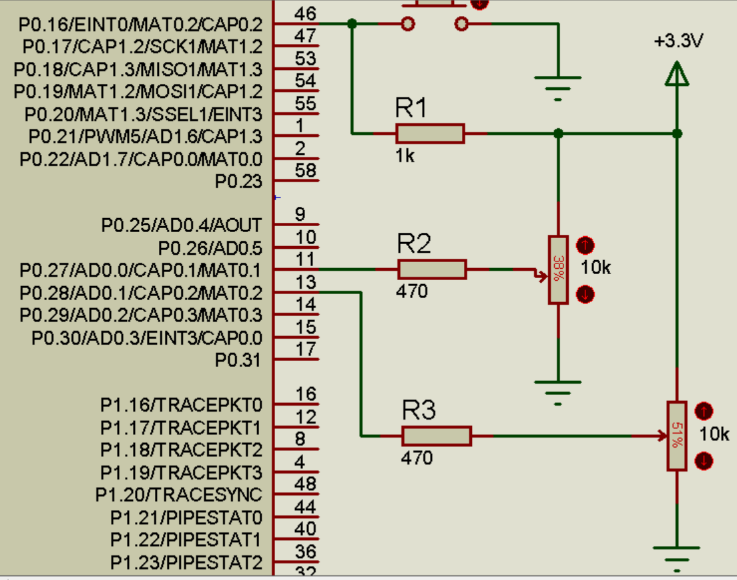 P0.16/EINT0/MAT0.2/CAP0.2 46
P0.17/CAP1.2/SCK1/MAT1.2 47
P0.18/CAP1.3/MISO1/MAT1.3 53
P0.19/MAT1.2/MOSI1/CAP1.2 54
P0.20/MAT1.3/SSEL1/EINT3 55
P0.21/PWM5/AD1.6/CAP1.3 1
P0.22/AD1.7/CAP0.0/MAT0.0 2
P0.23 58
P0.25/AD0.4/AOUT 9
P0.26/AD0.5 10
P0.27/AD0.0/CAP0.1/MAT0.1 11
P0.28/AD0.1/CAP0.2/MAT0.2 13
P0.29/AD0.2/CAP0.3/MAT0.3 14
P0.30/AD0.3/EINT3/CAP0.0 15
P0.31 17
P1.16/TRACEPKT0 16
P1.17/TRACEPKT1 12
P1.18/TRACEPKT2 8
P1.19/TRACEPKT3 4
P1.20/TRACESYNC 48
P1.21/PIPESTAT0 44
P1.22/PIPESTAT1 40
P1.23/PIPESTAT2 36
32
+3.3V
R1
1k
R2
470
38%
10k
R3
470
51%
10k